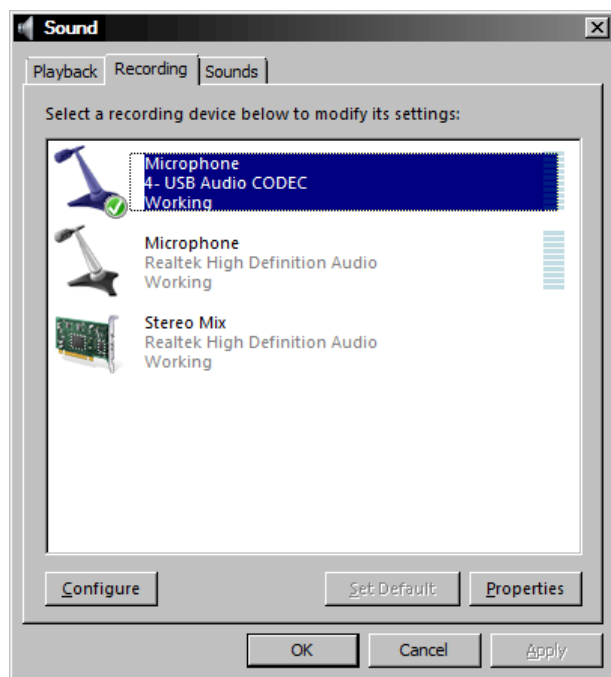 Sound
Playback Recording Sounds
Select a recording device below to modify its settings:
Microphone
4- USB Audio CODEC
Working
Microphone
Realtek High Definition Audio
Working
Stereo Mix
Realtek High Definition Audio
Working
Configure Set Default Properties
OK Cancel Apply